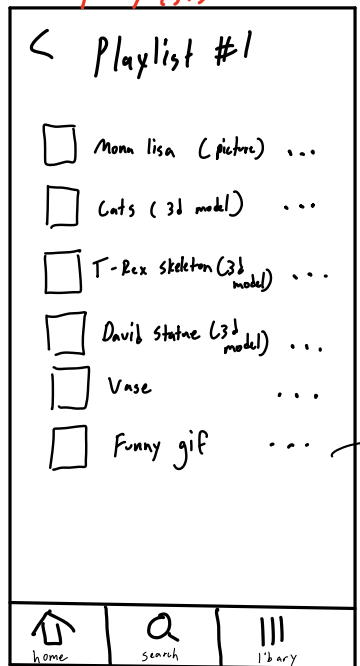 Playlist #1
Mona lisa (picture) ...
Cats (3d model) ...
T-Rex skeleton (3d model) ...
David statue (3d model) ...
Vase ...
Funny gif ...
home search library